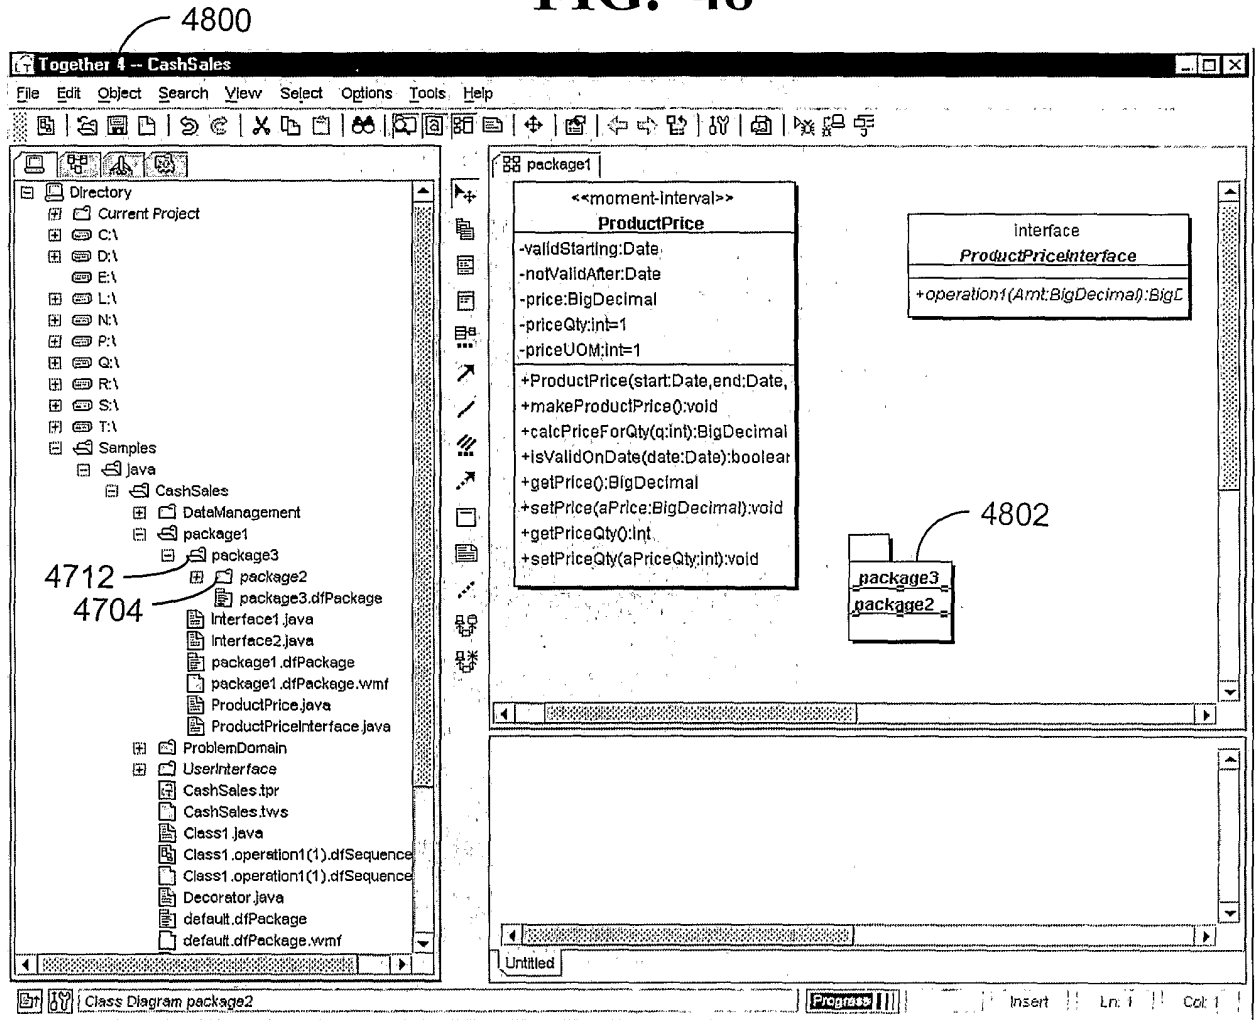 FIG. 48
4800
Together 4 -- CashSales
File Edit Object Search View Select Options Tools Help
Directory
Current Project
C:\
D:\
E:\
L:\
N:\
P:\
Q:\
R:\
S:\
T:\
Samples
java
CashSales
DataManagement
package1
package3
4712
package2
4704
package3.dfPackage
Interface1.java
Interface2.java
package1.dfPackage
package1.dfPackage.wmf
ProductPrice.java
ProductPriceInterface.java
ProblemDomain
UserInterface
CashSales.tpr
CashSales.tws
Class1.java
Class1.operation1(1).dfSequence
Class1.operation1(1).dfSequence
Decorator.java
default.dfPackage
default.dfPackage.wmf
package1
<<moment-interval>>
ProductPrice
-validStarting:Date
-notValidAfter:Date
-price:BigDecimal
-priceQty:int=1
-priceUOM:int=1
+ProductPrice(start:Date,end:Date,
+makeProductPrice():void
+calcPriceForQty(q:int):BigDecimal
+isValidOnDate(date:Date):boolear
+getPrice():BigDecimal
+setPrice(aPrice:BigDecimal):void
+getPriceQty():int
+setPriceQty(aPriceQty:int):void
interface
ProductPriceInterface
+operation1(Amt:BigDecimal):BigD
4802
package3
package2
Untitled
Class Diagram package2
Progress
Insert
Ln: 1
Col: 1